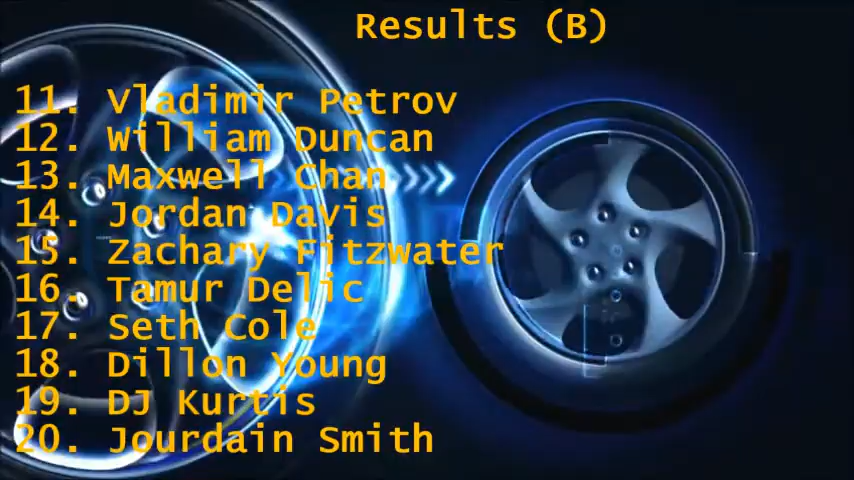 Results (B)
11. Vladimir Petrov
12. William Duncan
13. Maxwell Chan
14. Jordan Davis
15. Zachary Fitzwater
16. Tamur Delic
17. Seth Cole
18. Dillon Young
19. DJ Kurtis
20. Jourdain Smith